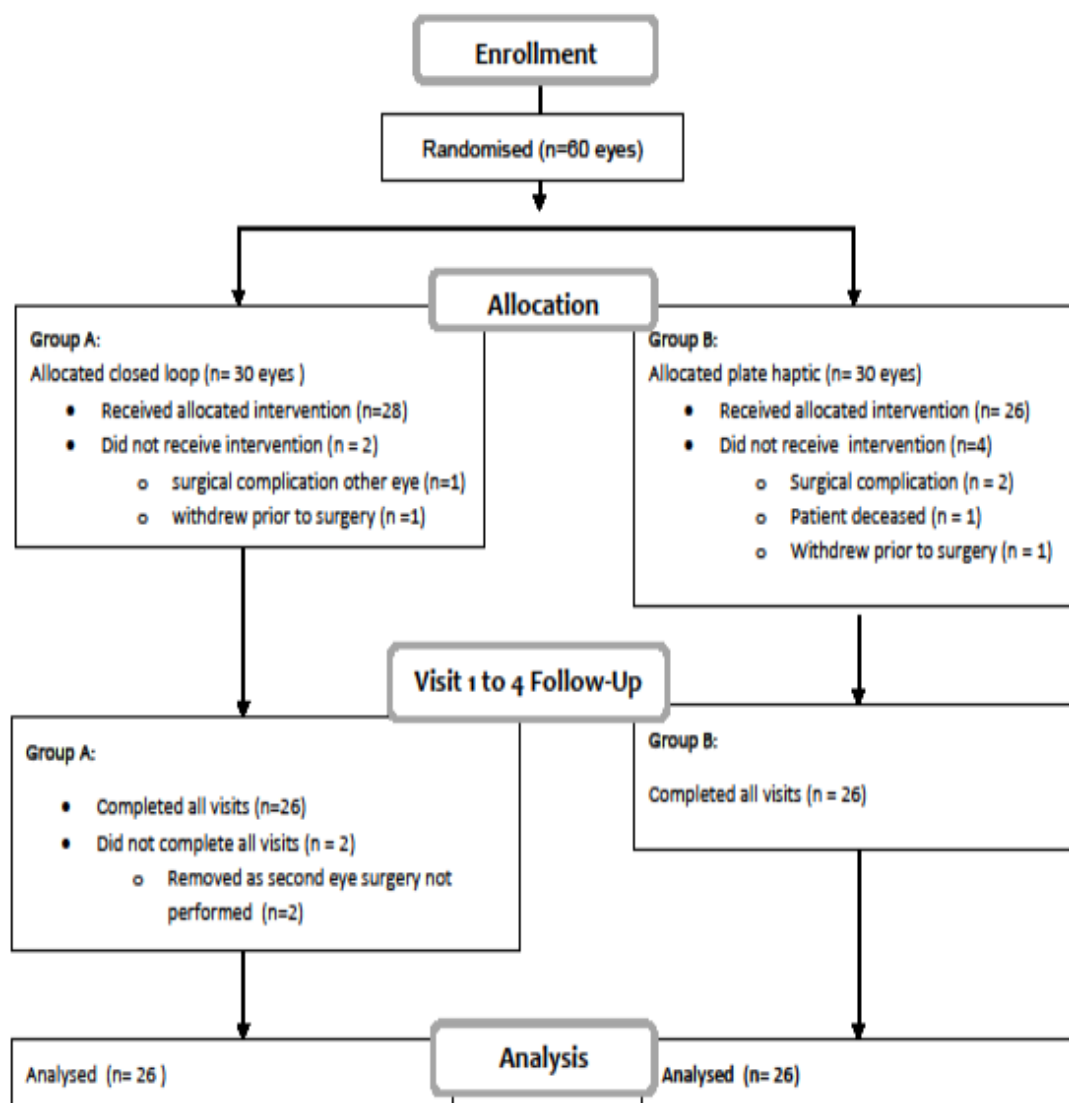 Enrollment
Randomised (n=60 eyes)
Allocation
Group A:
Allocated closed loop (n= 30 eyes )
• Received allocated intervention (n=28)
• Did not receive intervention (n = 2)
o surgical complication other eye (n=1)
o withdrew prior to surgery (n =1)
Group B:
Allocated plate haptic (n= 30 eyes)
• Received allocated intervention (n= 26)
• Did not receive intervention (n=4)
o Surgical complication (n = 2)
o Patient deceased (n = 1)
o Withdrew prior to surgery (n = 1)
Visit 1 to 4 Follow-Up
Group A:
• Completed all visits (n=26)
• Did not complete all visits (n = 2)
o Removed as second eye surgery not
performed (n=2)
Group B:
Completed all visits (n = 26)
Analysis
Analysed (n= 26 )
Analysed (n= 26)